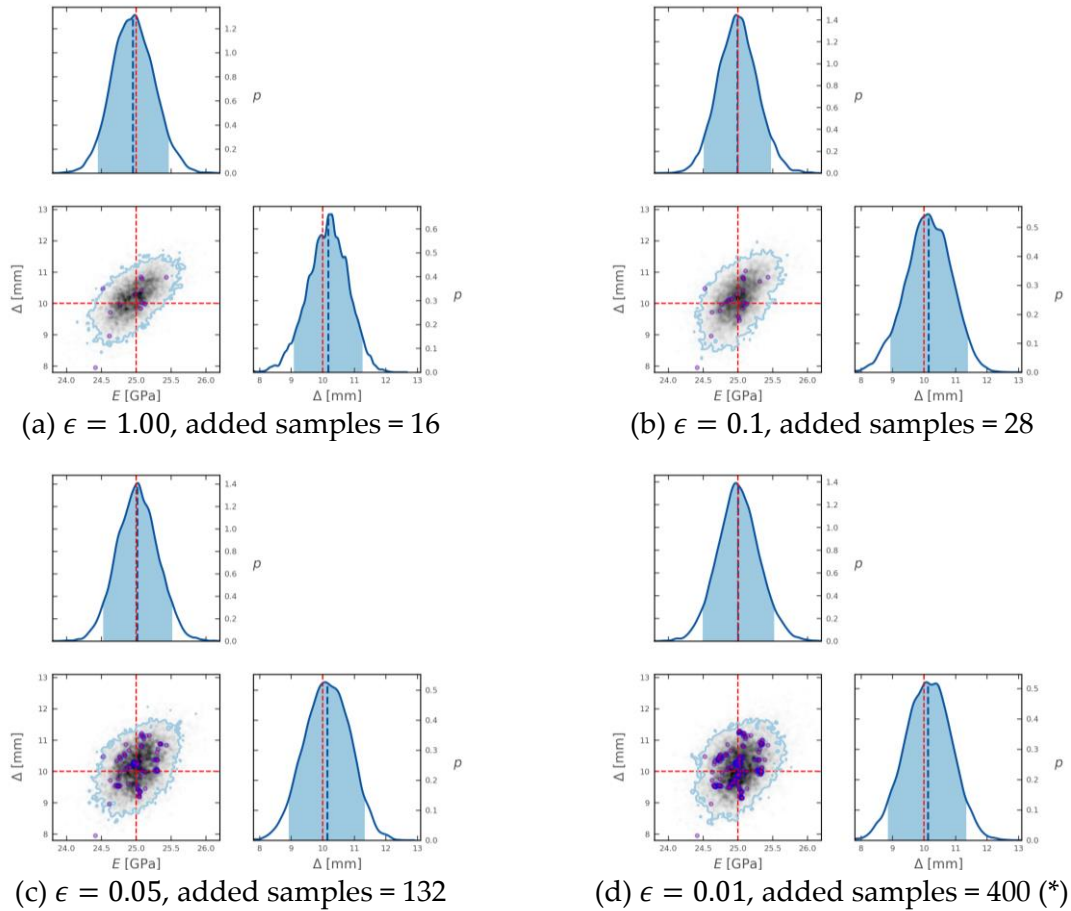 1.2
1.0
0.8
0.6
0.4
0.2
0.0
p
1.4
1.2
1.0
0.8
0.6
0.4
0.2
0.0
p
13
12
11
10
9
8
Δ [mm]
24.0 24.5 25.0 25.5 26.0
E [GPa]
0.6
0.5
0.4
0.3
0.2
0.1
0.0
p
8 9 10 11 12 13
Δ [mm]
13
12
11
10
9
8
Δ [mm]
24.0 24.5 25.0 25.5 26.0
E [GPa]
0.5
0.4
0.3
0.2
0.1
0.0
p
8 9 10 11 12 13
Δ [mm]
(a) ϵ = 1.00, added samples = 16
(b) ϵ = 0.1, added samples = 28
1.4
1.2
1.0
0.8
0.6
0.4
0.2
0.0
p
1.4
1.2
1.0
0.8
0.6
0.4
0.2
0.0
p
13
12
11
10
9
8
Δ [mm]
24.0 24.5 25.0 25.5 26.0
E [GPa]
0.5
0.4
0.3
0.2
0.1
0.0
p
8 9 10 11 12 13
Δ [mm]
13
12
11
10
9
8
Δ [mm]
24.0 24.5 25.0 25.5 26.0
E [GPa]
0.5
0.4
0.3
0.2
0.1
0.0
p
8 9 10 11 12 13
Δ [mm]
(c) ϵ = 0.05, added samples = 132
(d) ϵ = 0.01, added samples = 400 (*)